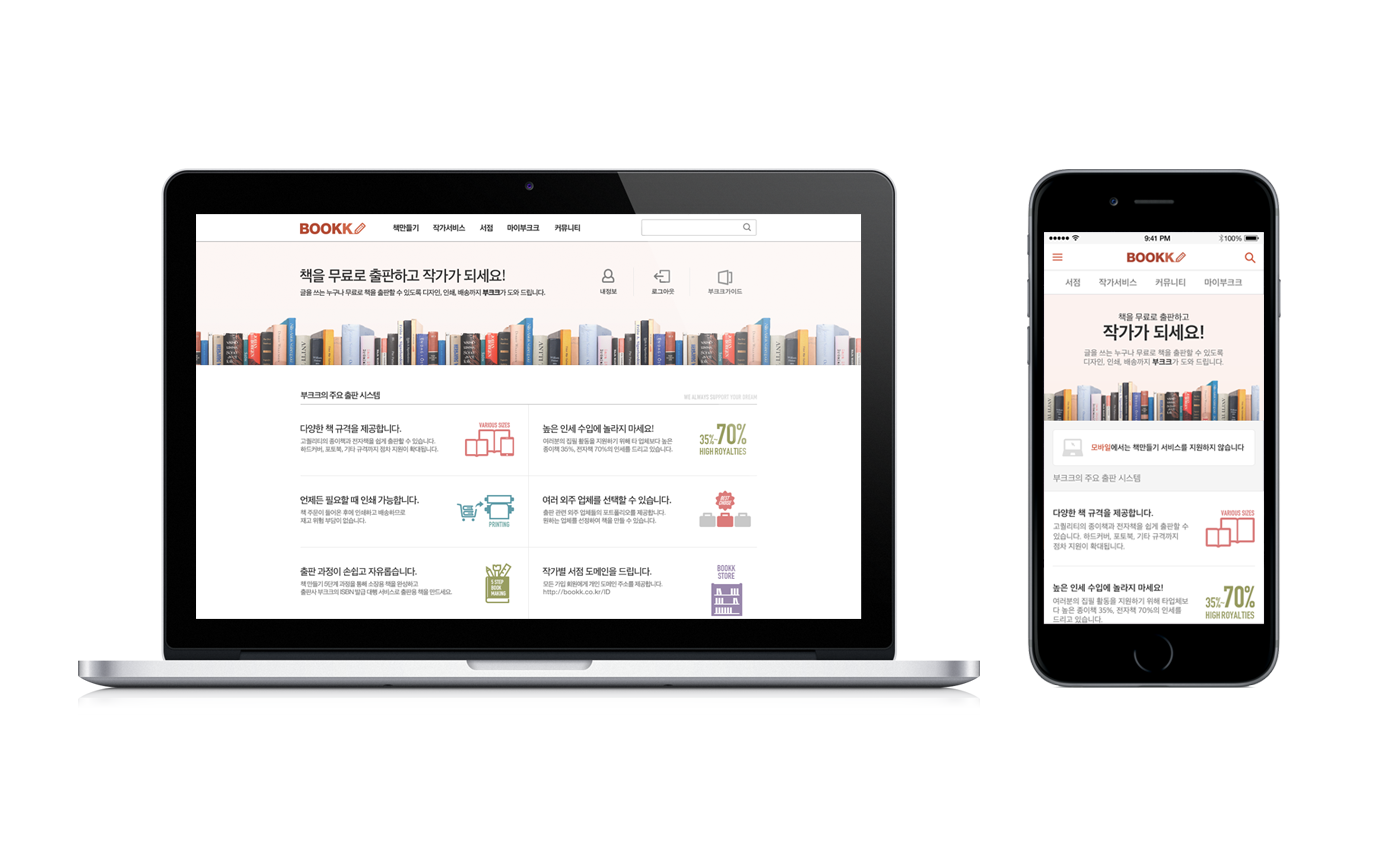 BOOKK
책만들기 작가서비스 서점 마이부크크 커뮤니티
책을 무료로 출판하고 작가가 되세요!
글을 쓰는 누구나 무료로 책을 출판할 수 있도록 디자인, 인쇄, 배송까지 부크크가 도와 드립니다.
내정보 로그아웃 부크크가이드
부크크의 주요 출판 시스템
WE ALWAYS SUPPORT YOUR DREAM
다양한 책 규격을 제공합니다.
고퀄리티의 종이책과 전자책을 쉽게 출판할 수 있습니다.
하드커버, 포토북, 기타 규격까지 점차 지원이 확대됩니다.
VARIOUS SIZES
높은 인세 수입에 놀라지 마세요!
여러분의 집필 활동을 지원하기 위해 타 업체보다 높은
종이책 35%, 전자책 70%의 인세를 드리고 있습니다.
35%~70%
HIGH ROYALTIES
언제든 필요할 때 인쇄 가능합니다.
책 주문이 들어온 후에 인쇄하고 배송하므로
재고 위험 부담이 없습니다.
PRINTING
여러 외주 업체를 선택할 수 있습니다.
출판 관련 외주 업체들의 포트폴리오를 제공합니다.
원하는 업체를 선정하여 책을 만들 수 있습니다.
BEST
CHOICE
출판 과정이 손쉽고 자유롭습니다.
책 만들기 5단계 과정을 통해 소장용 책을 완성하고
출판사 부크크의 ISBN 발급 대행 서비스로 출판용 책을 만드세요.
5 STEP
BOOK
MAKING
작가별 서점 도메인을 드립니다.
모든 가입 회원에게 개인 도메인 주소를 제공합니다.
http://bookk.co.kr/ID
BOOKK
STORE
9:41 PM 100%
BOOKK
서점 작가서비스 커뮤니티 마이부크크
책을 무료로 출판하고
작가가 되세요!
글을 쓰는 누구나 무료로 책을 출판할 수 있도록
디자인, 인쇄, 배송까지 부크크가 도와 드립니다.
모바일에서는 책만들기 서비스를 지원하지 않습니다
부크크의 주요 출판 시스템
다양한 책 규격을 제공합니다.
고퀄리티의 종이책과 전자책을 쉽게 출판할 수
있습니다. 하드커버, 포토북, 기타 규격까지
점차 지원이 확대됩니다.
VARIOUS SIZES
높은 인세 수입에 놀라지 마세요!
여러분의 집필 활동을 지원하기 위해 타업체보
다 높은 종이책 35%, 전자책 70%의 인세를
드리고 있습니다.
35%~70%
HIGH ROYALTIES